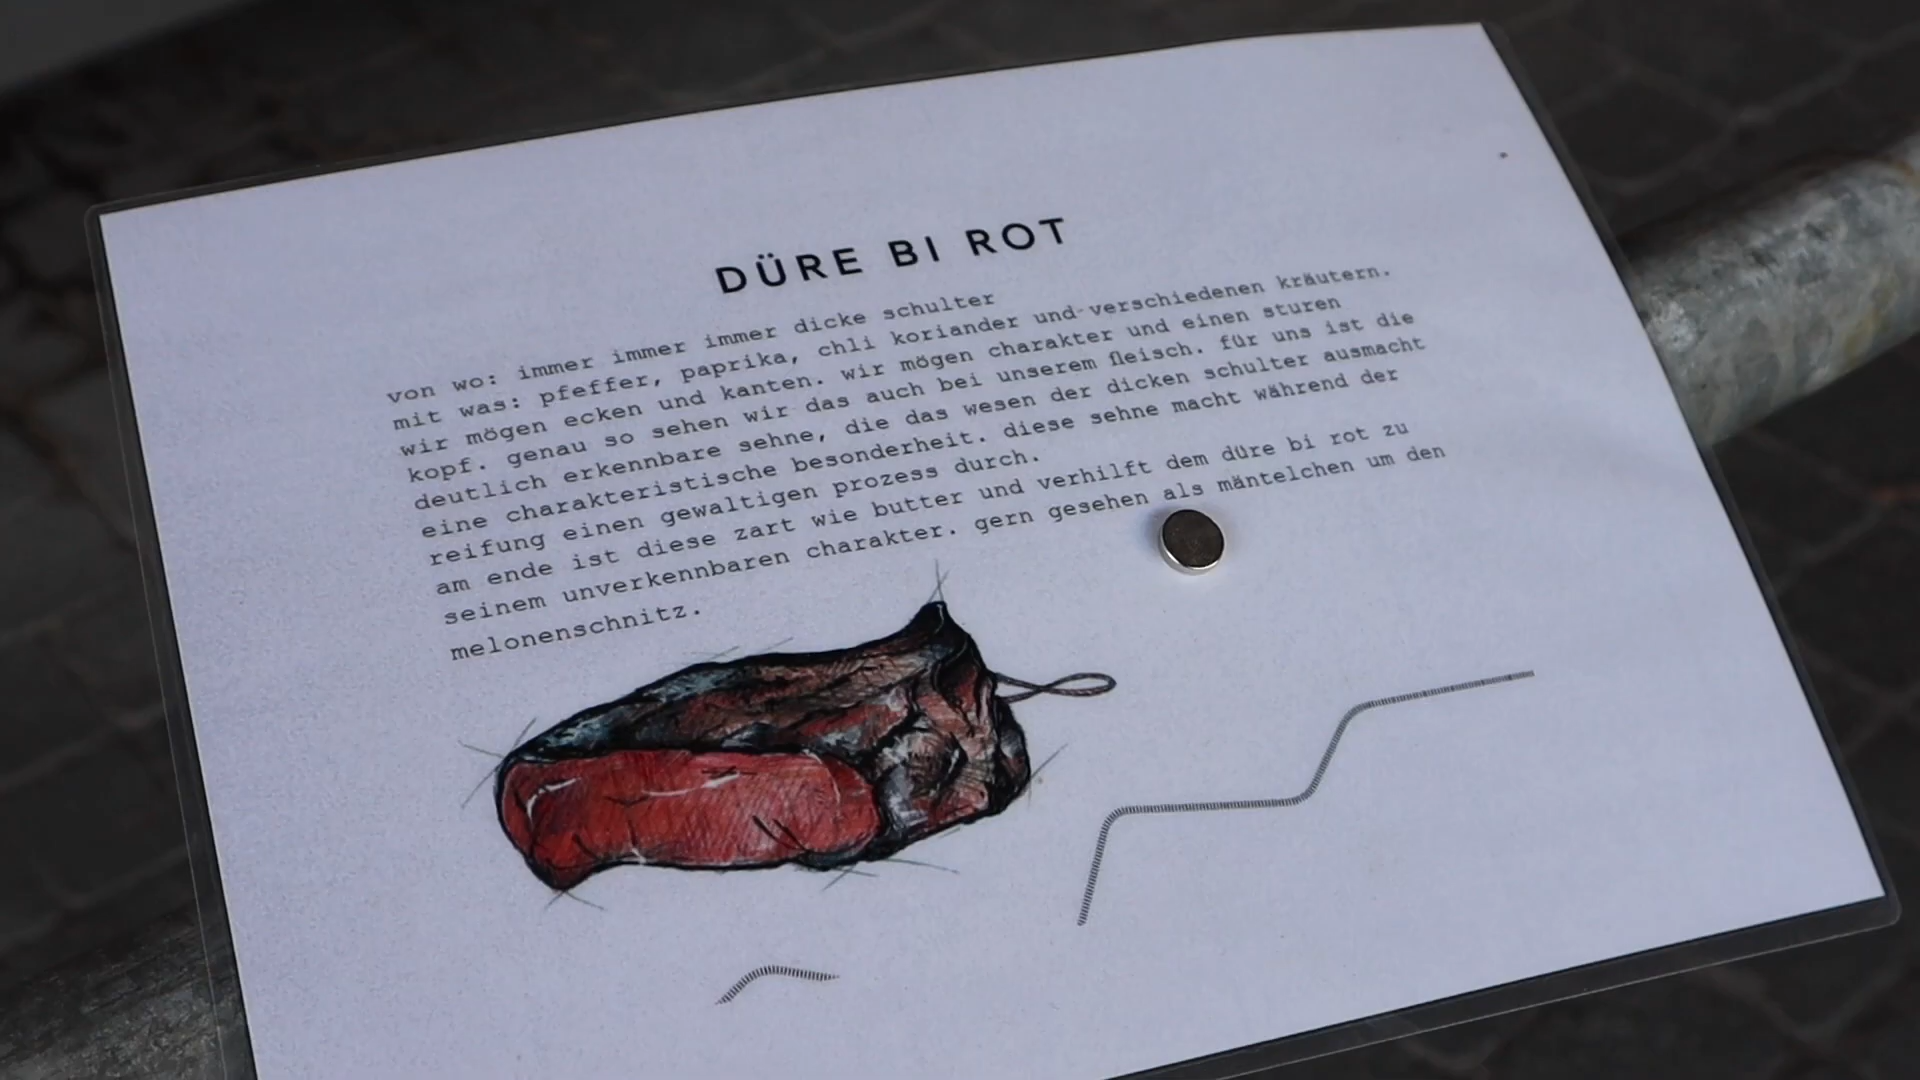 DÜRE BI ROT
von wo: immer immer immer dicke schulter
mit was: pfeffer, paprika, chli koriander und verschiedenen kräutern.
wir mögen ecken und kanten. wir mögen charakter und einen sturen
kopf. genau so sehen wir das auch bei unserem fleisch. für uns ist die
deutlich erkennbare sehne, die das wesen der dicken schulter ausmacht
eine charakteristische besonderheit. diese sehne macht während der
reifung einen gewaltigen prozess durch.
am ende ist diese zart wie butter und verhilft dem düre bi rot zu
seinem unverkennbaren charakter. gern gesehen als mäntelchen um den
melonenschnitz.